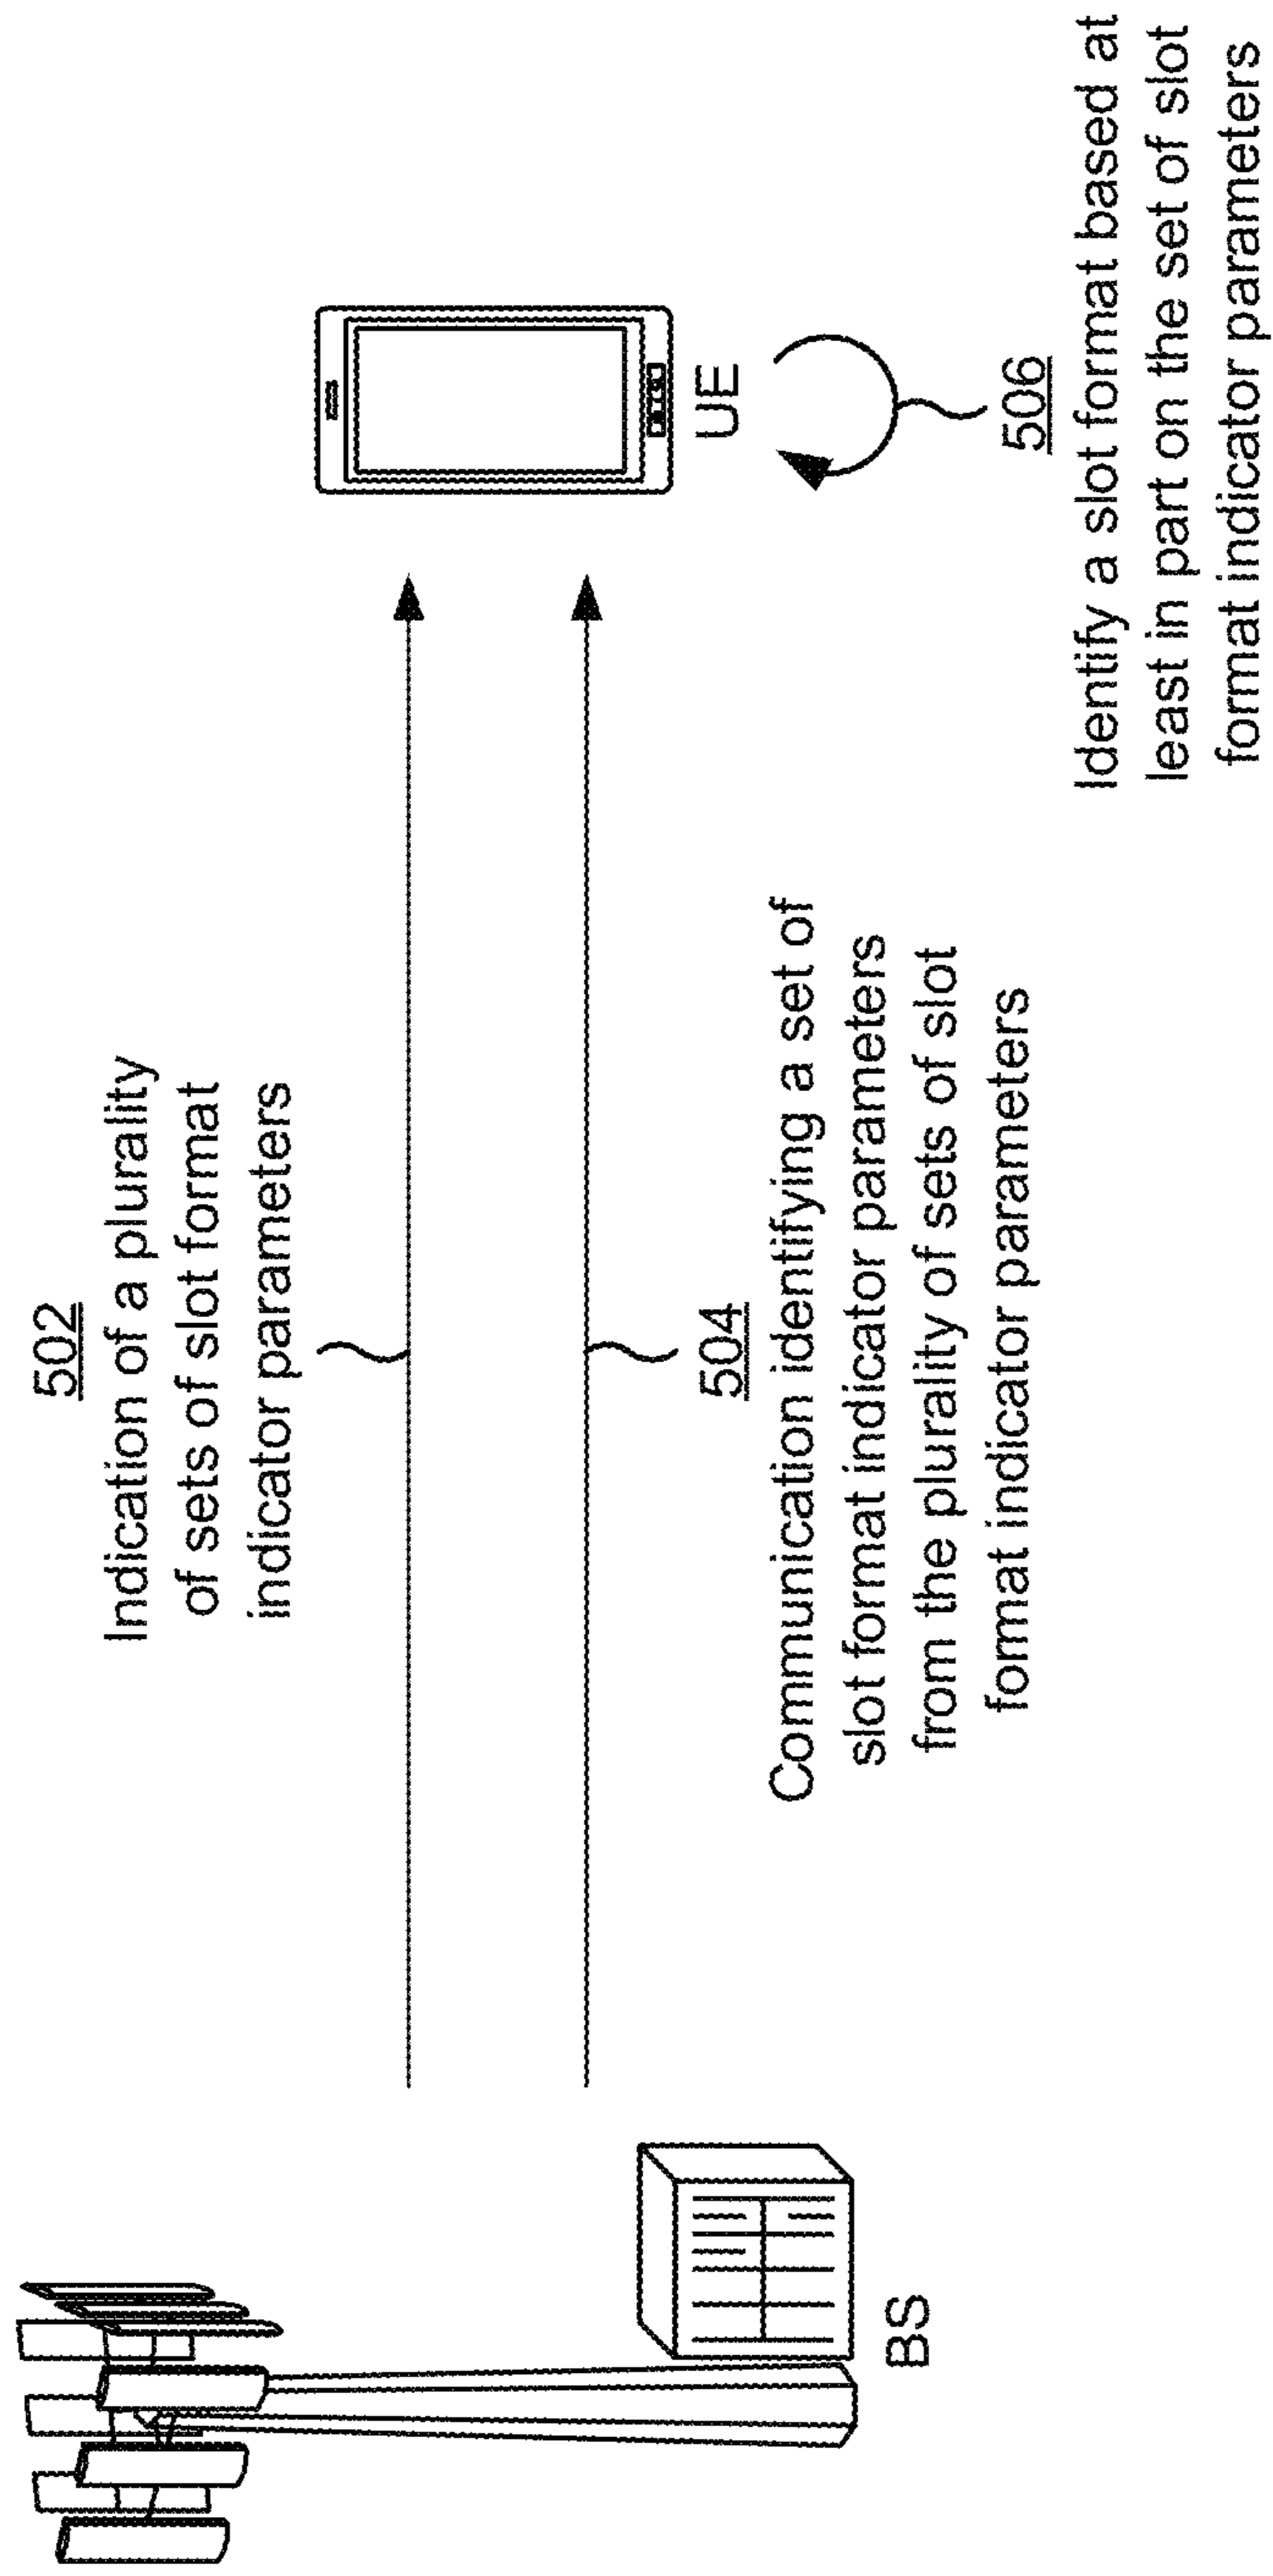 502
Indication of a plurality
of sets of slot format
indicator parameters
504
Communication identifying a set of
slot format indicator parameters
from the plurality of sets of slot
format indicator parameters
BS
UE
506
Identify a slot format based at
least in part on the set of slot
format indicator parameters